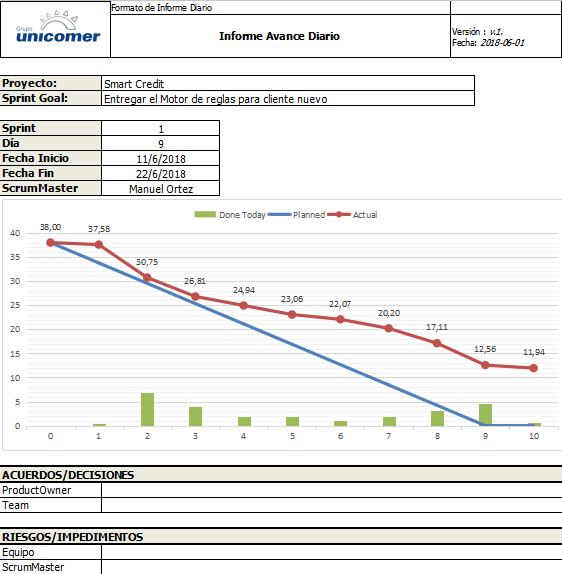 Formato de Informe Diario
Grupo
unicomer
Informe Avance Diario
Versión : v.1.
Fecha: 2018-06-01
Proyecto: Smart Credit
Sprint Goal: Entregar el Motor de reglas para cliente nuevo
Sprint 1
Día 9
Fecha Inicio 11/6/2018
Fecha Fin 22/6/2018
ScrumMaster Manuel Ortez
Done Today Planned Actual
38,00 37,58 30,75 26,81 24,94 23,06 22,07 20,20 17,11 12,56 11,94
40
35
30
25
20
15
10
5
0
0 1 2 3 4 5 6 7 8 9 10
ACUERDOS/DECISIONES
ProductOwner
Team
RIESGOS/IMPEDIMENTOS
Equipo
ScrumMaster